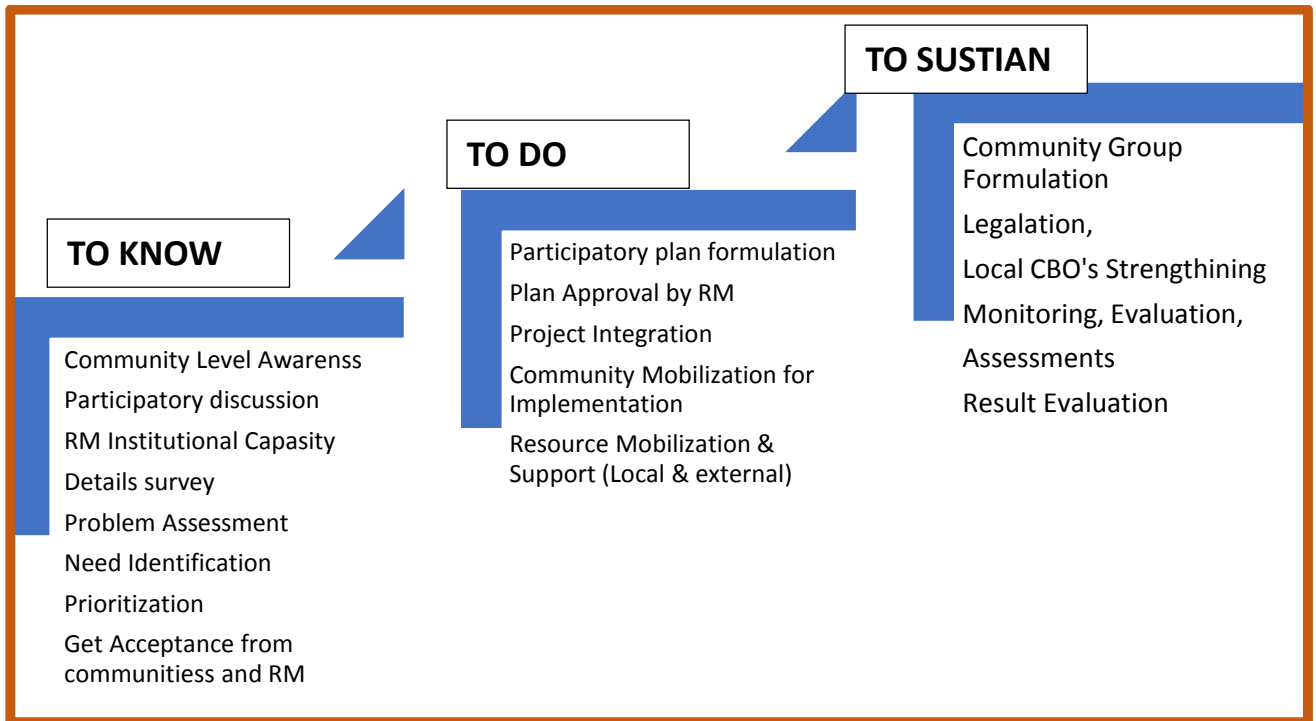 TO KNOW
Community Level Awarenss
Participatory discussion
RM Institutional Capasity
Details survey
Problem Assessment
Need Identification
Prioritization
Get Acceptance from
communitiess and RM
TO DO
Participatory plan formulation
Plan Approval by RM
Project Integration
Community Mobilization for
Implementation
Resource Mobilization &
Support (Local & external)
TO SUSTIAN
Community Group
Formulation
Legalation,
Local CBO's Strengthining
Monitoring, Evaluation,
Assessments
Result Evaluation